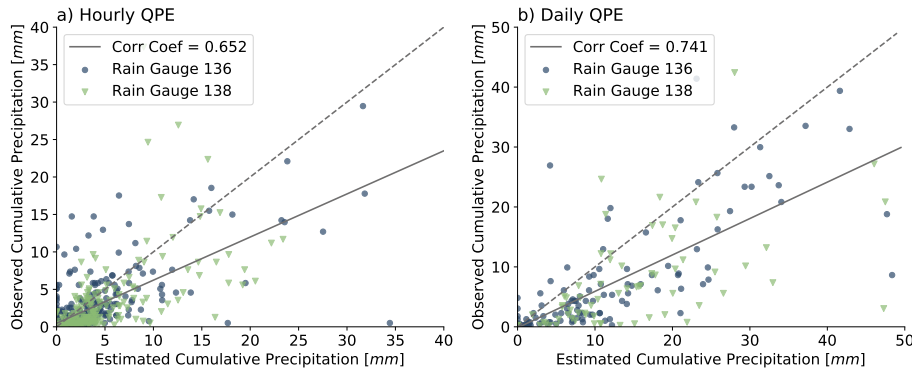 a) Hourly QPE
Observed Cumulative Precipitation [mm]
40
35
30
25
20
15
10
5
0
Corr Coef = 0.652
Rain Gauge 136
Rain Gauge 138
0 5 10 15 20 25 30 35 40
Estimated Cumulative Precipitation [mm]
b) Daily QPE
Observed Cumulative Precipitation [mm]
50
40
30
20
10
0
Corr Coef = 0.741
Rain Gauge 136
Rain Gauge 138
0 10 20 30 40 50
Estimated Cumulative Precipitation [mm]